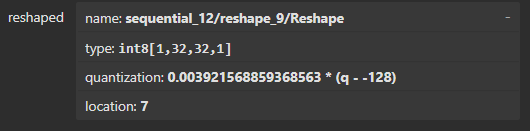 reshaped name: sequential_12/reshape_9/Reshape -
type: int8[1,32,32,1]
quantization: 0.003921568859368563 * (q - -128)
location: 7